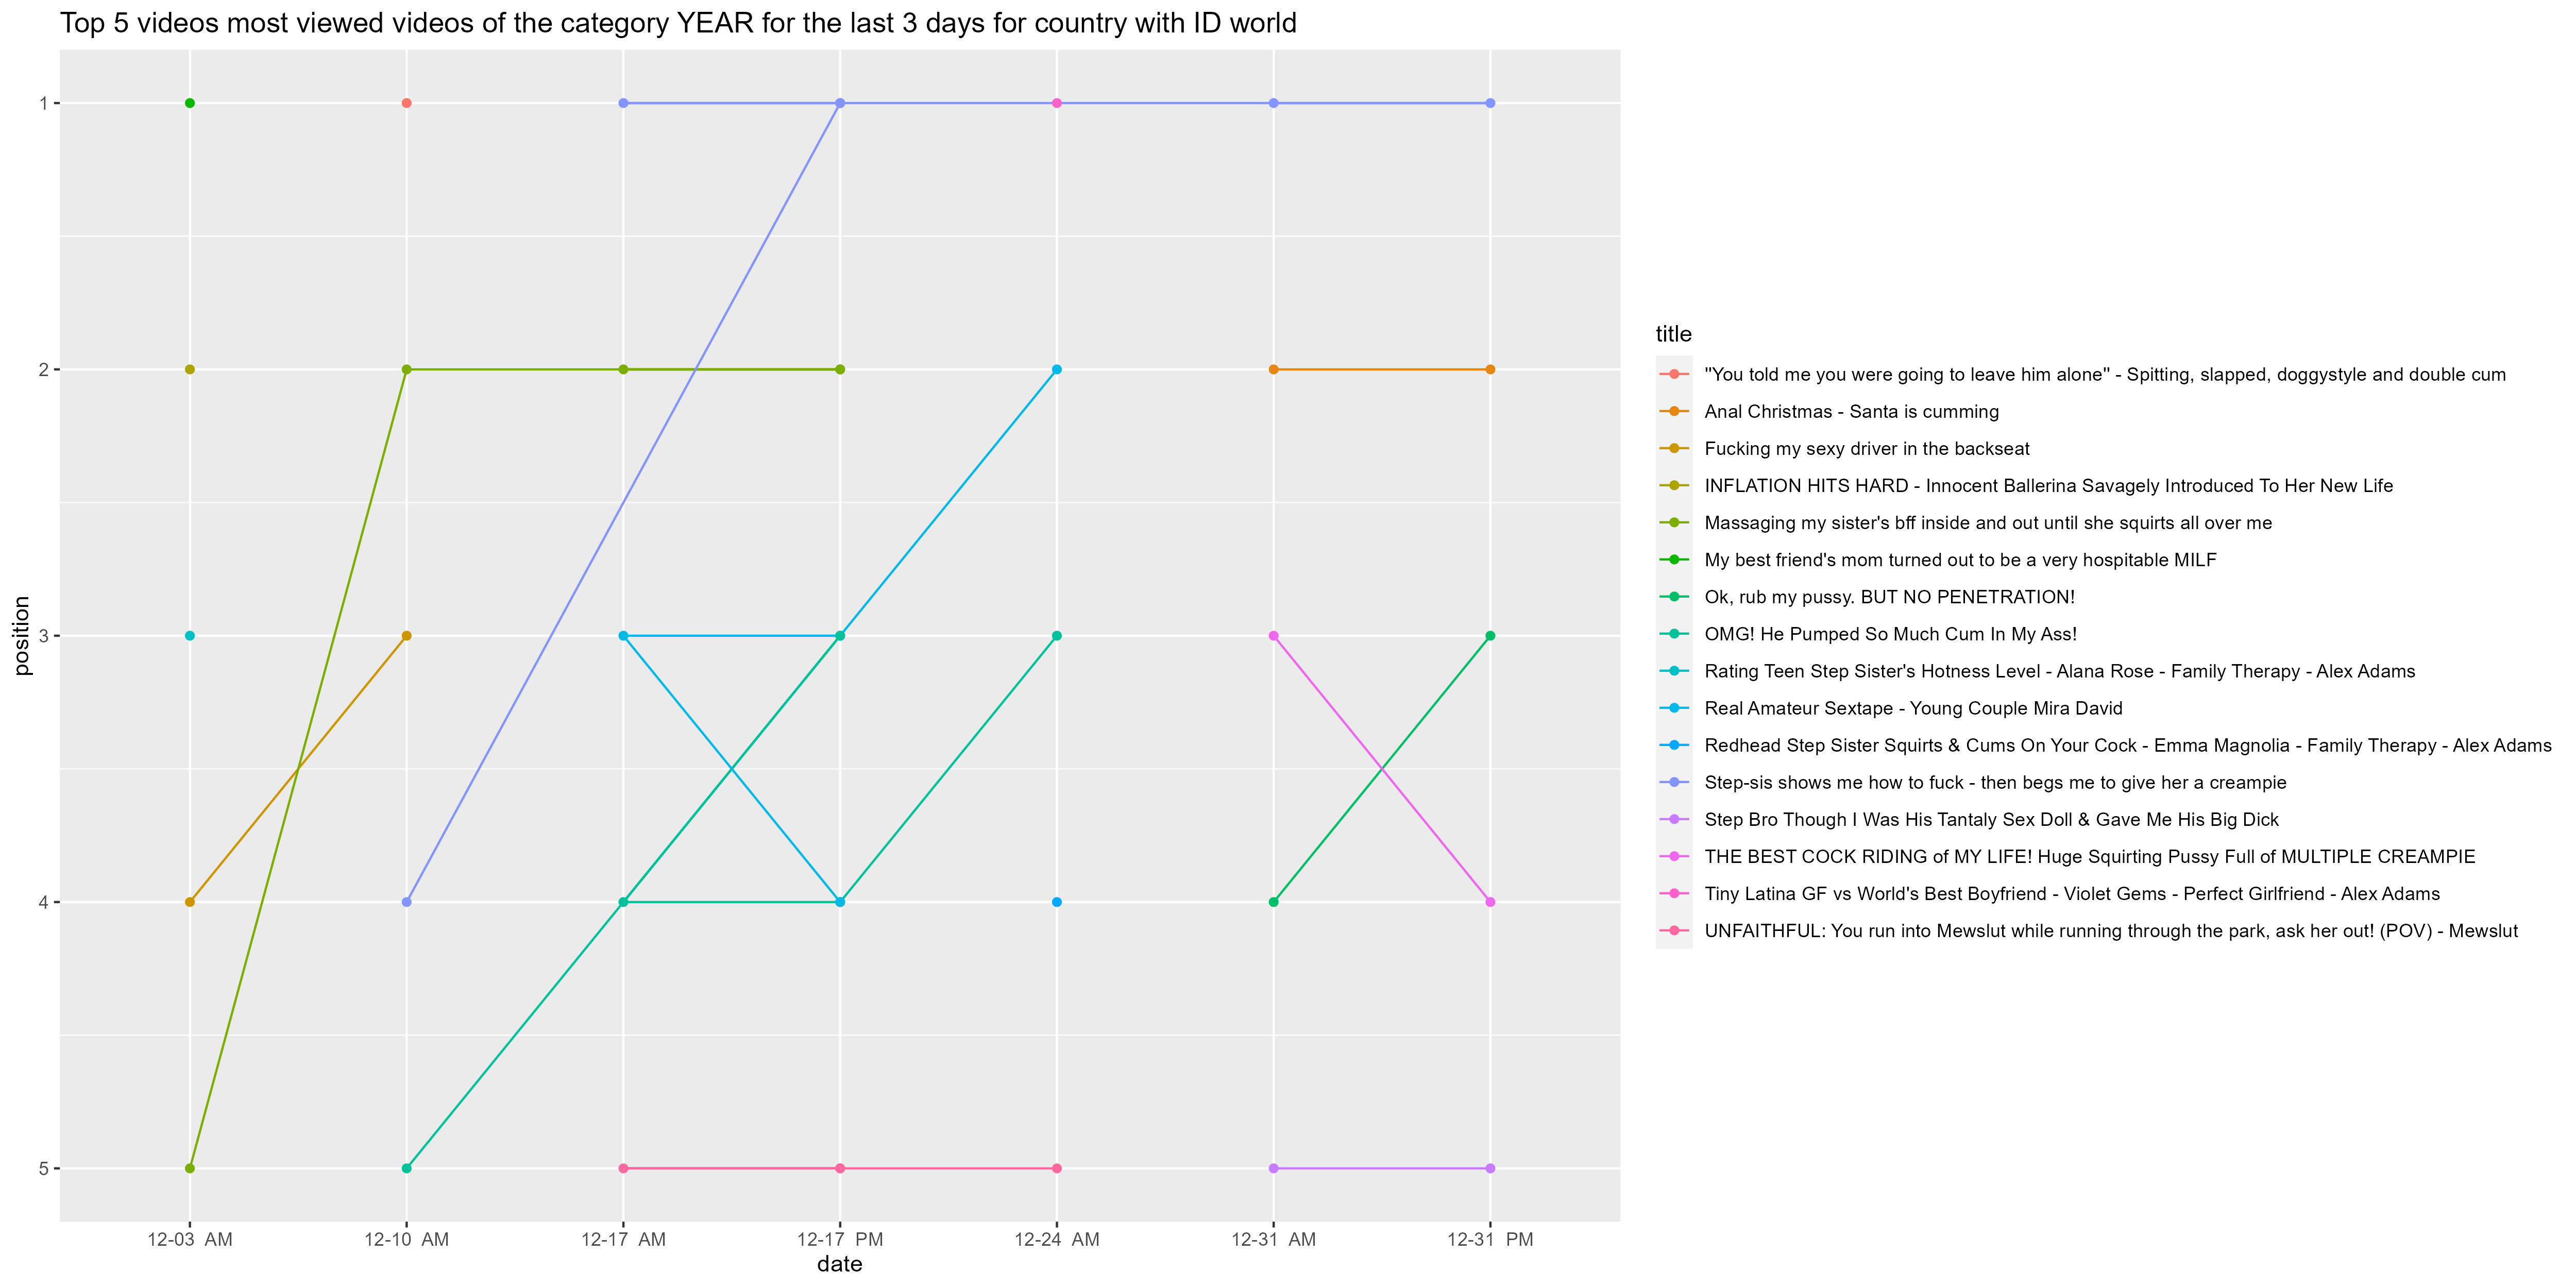 Top 5 videos most viewed videos of the category YEAR for the last 3 days for country with ID world
position
1
2
3
4
5
12-03 AM
12-10 AM
12-17 AM
12-17 PM
12-24 AM
12-31 AM
12-31 PM
date
title
"You told me you were going to leave him alone" - Spitting, slapped, doggystyle and double cum
Anal Christmas - Santa is cumming
Fucking my sexy driver in the backseat
INFLATION HITS HARD - Innocent Ballerina Savagely Introduced To Her New Life
Massaging my sister's bff inside and out until she squirts all over me
My best friend's mom turned out to be a very hospitable MILF
Ok, rub my pussy. BUT NO PENETRATION!
OMG! He Pumped So Much Cum In My Ass!
Rating Teen Step Sister's Hotness Level - Alana Rose - Family Therapy - Alex Adams
Real Amateur Sextape - Young Couple Mira David
Redhead Step Sister Squirts & Cums On Your Cock - Emma Magnolia - Family Therapy - Alex Adams
Step-sis shows me how to fuck - then begs me to give her a creampie
Step Bro Though I Was His Tantaly Sex Doll & Gave Me His Big Dick
THE BEST COCK RIDING of MY LIFE! Huge Squirting Pussy Full of MULTIPLE CREAMPIE
Tiny Latina GF vs World's Best Boyfriend - Violet Gems - Perfect Girlfriend - Alex Adams
UNFAITHFUL: You run into Mewslut while running through the park, ask her out! (POV) - Mewslut